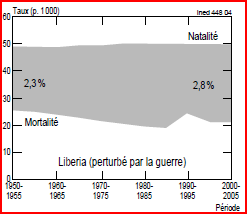 Taux (p. 1000)
Ined 448 04
60
Natalité
50
40
2,3 %
2,8 %
30
20
Mortalité
10
Liberia (perturbé par la guerre)
0
1950- 1960- 1970- 1980- 1990- 2000-
1955 1965 1975 1985 1995 2005
Période